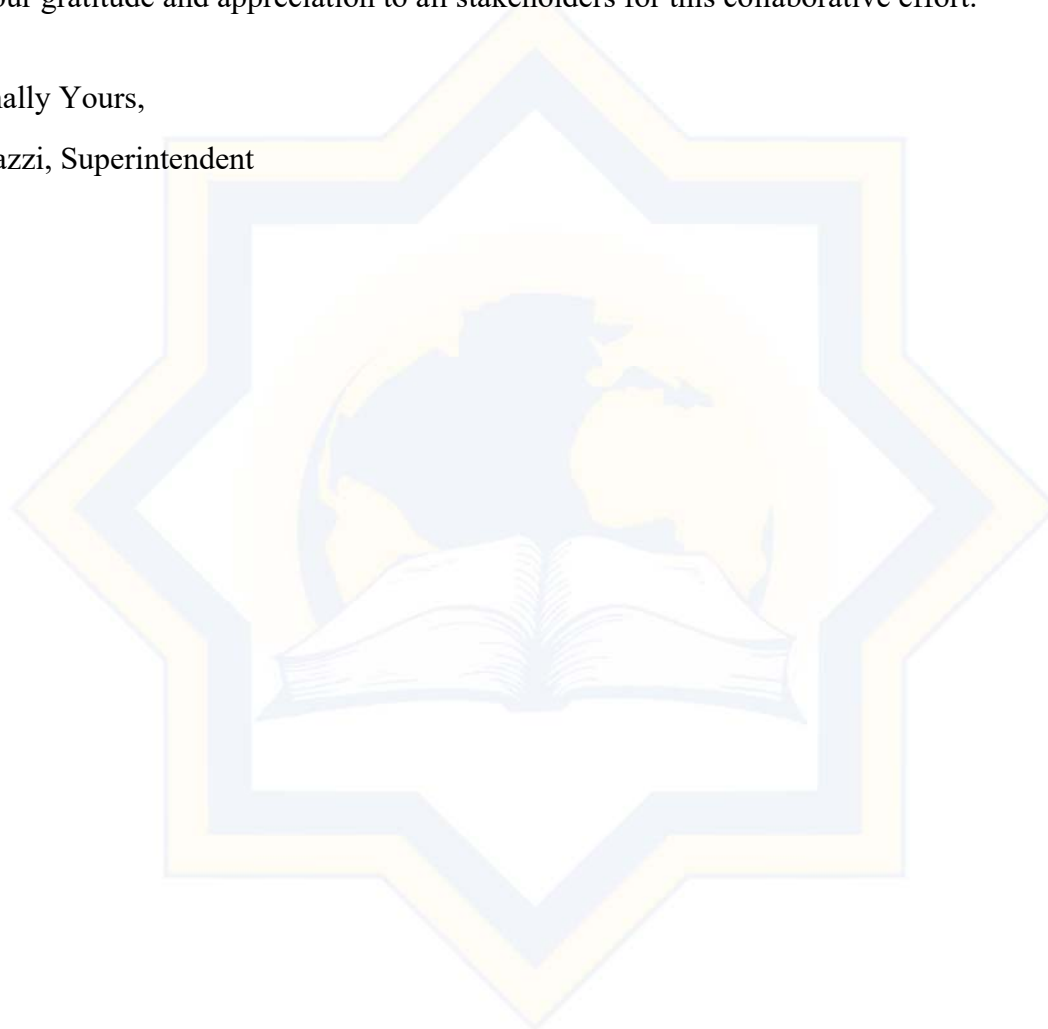 our gratitude and appreciation to all stakeholders for this collaborative effort.
nally Yours,
azzi, Superintendent